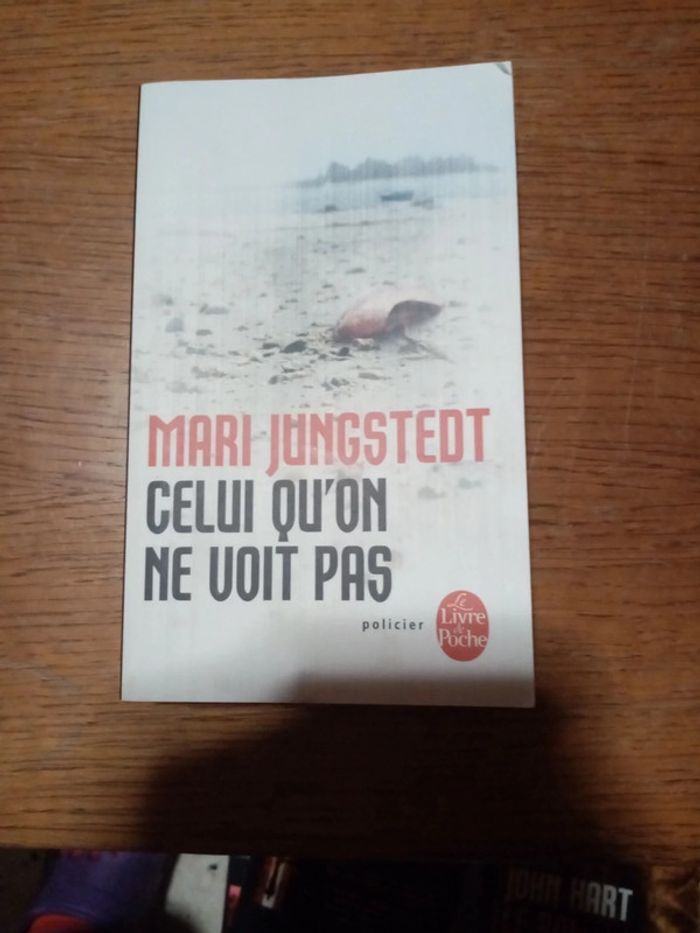 MARI JUNGSTEDT
CELUI QU'ON
NE VOIT PAS
policier
Le
Livre
de
Poche
JOHN HART